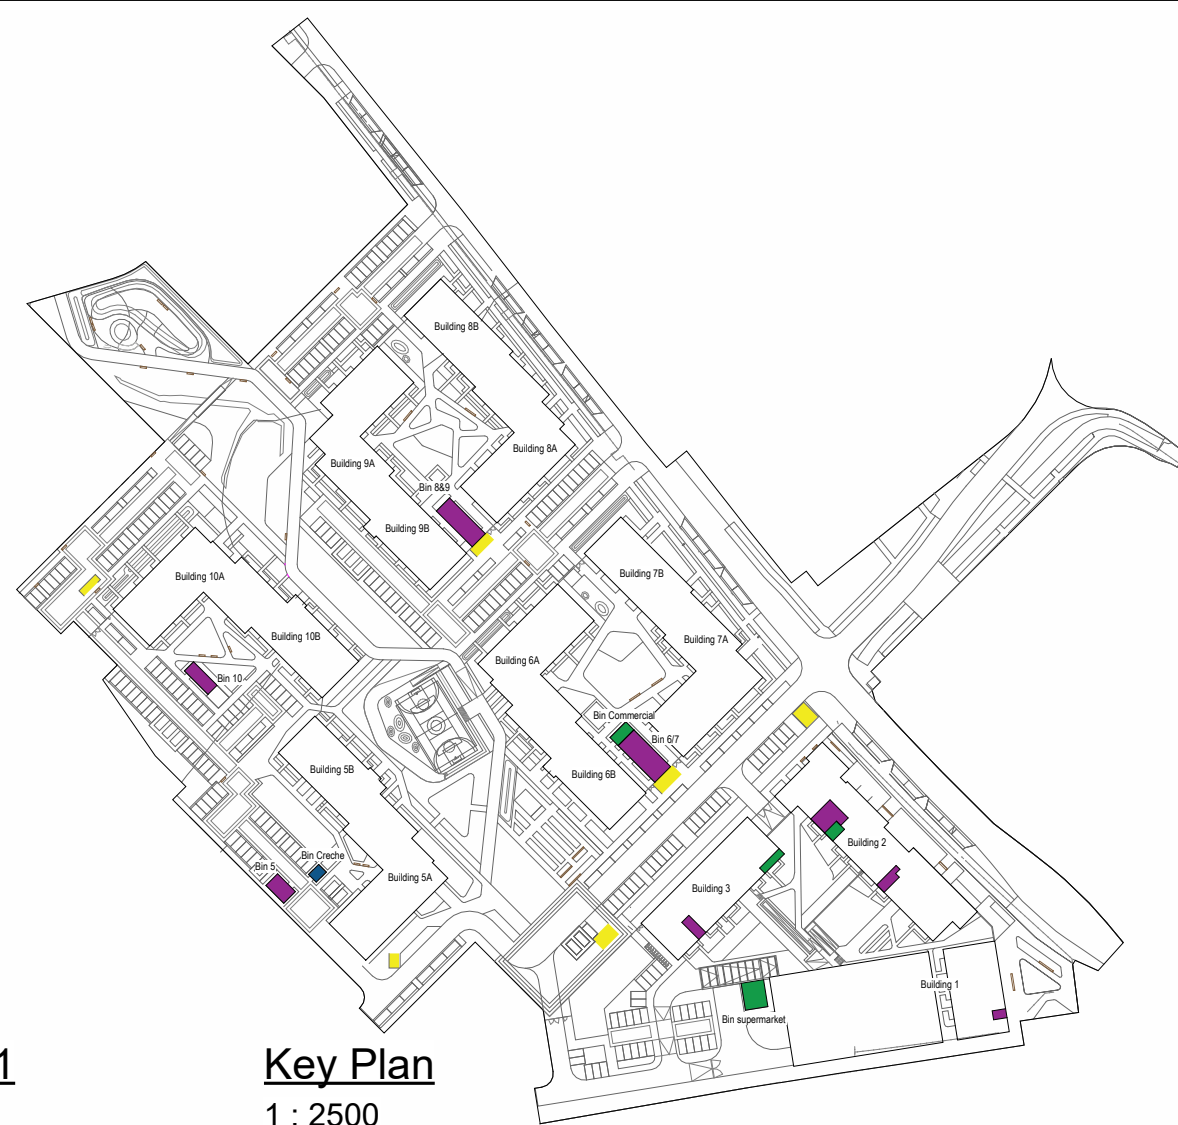 Building 8B
Building 8A
Building 9A
Bin 8&9
Building 9B
Building 7B
Building 10A
Building 10B
Building 7A
Building 6A
Bin 10
Bin Commercial
Bin 6/7
Building 5B
Building 6B
Building 2
Bin Creche
Bin 5
Building 5A
Building 3
Building 1
Bin supermarket
1
Key Plan
1 : 2500